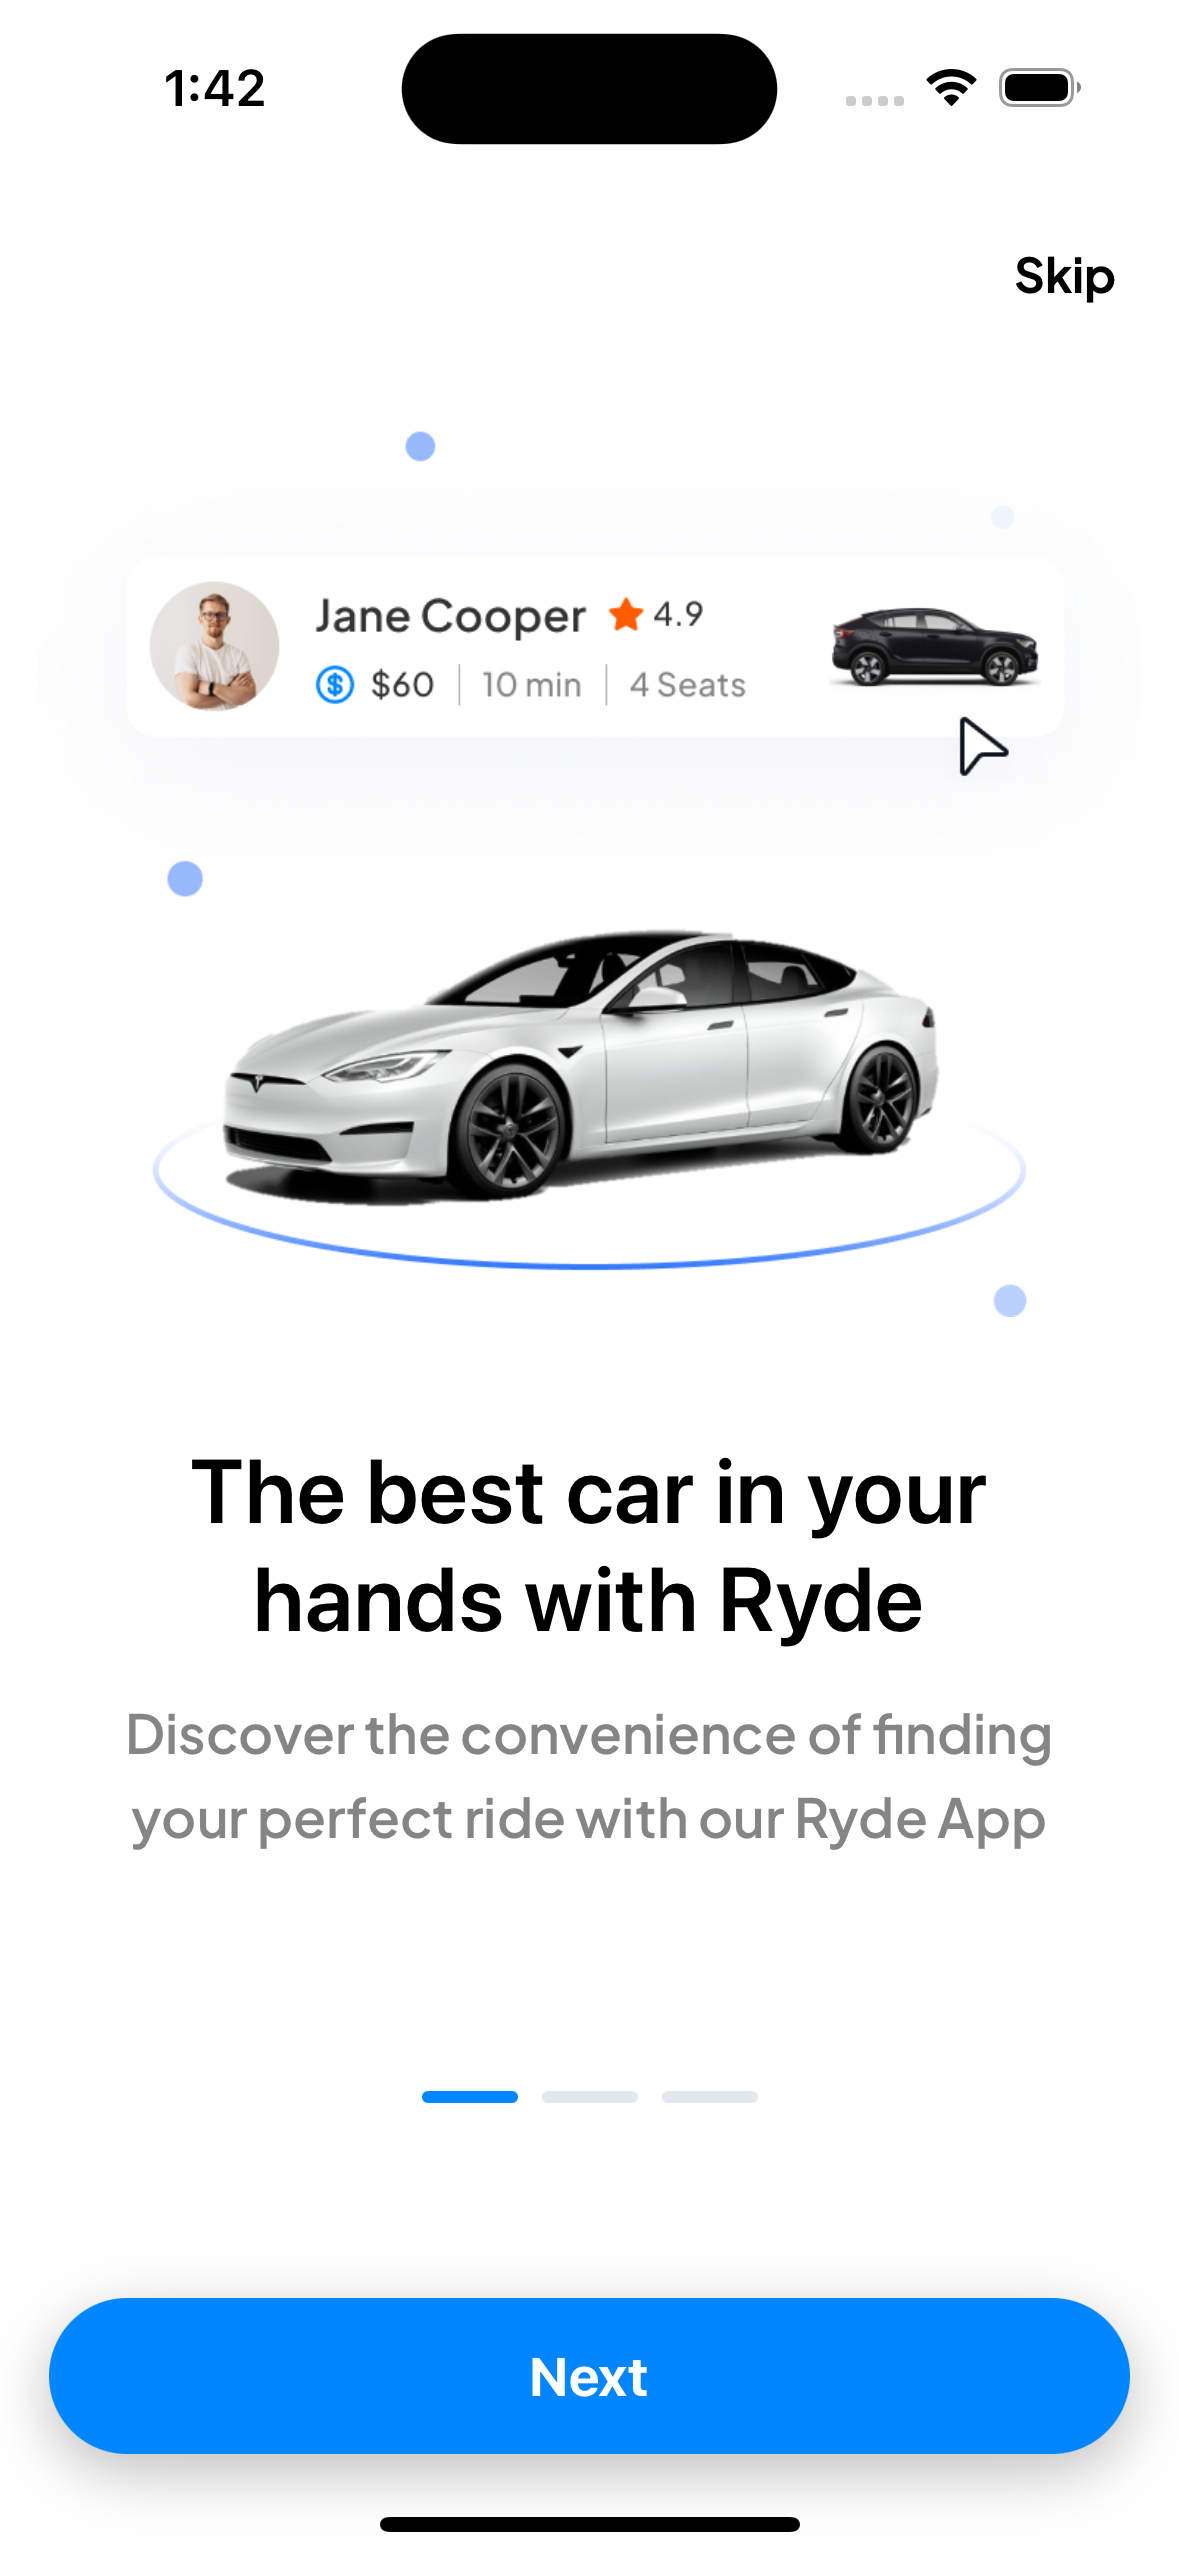 1:42
Skip
Jane Cooper 4.9
$60 | 10 min | 4 Seats
The best car in your
hands with Ryde
Discover the convenience of finding
your perfect ride with our Ryde App
Next